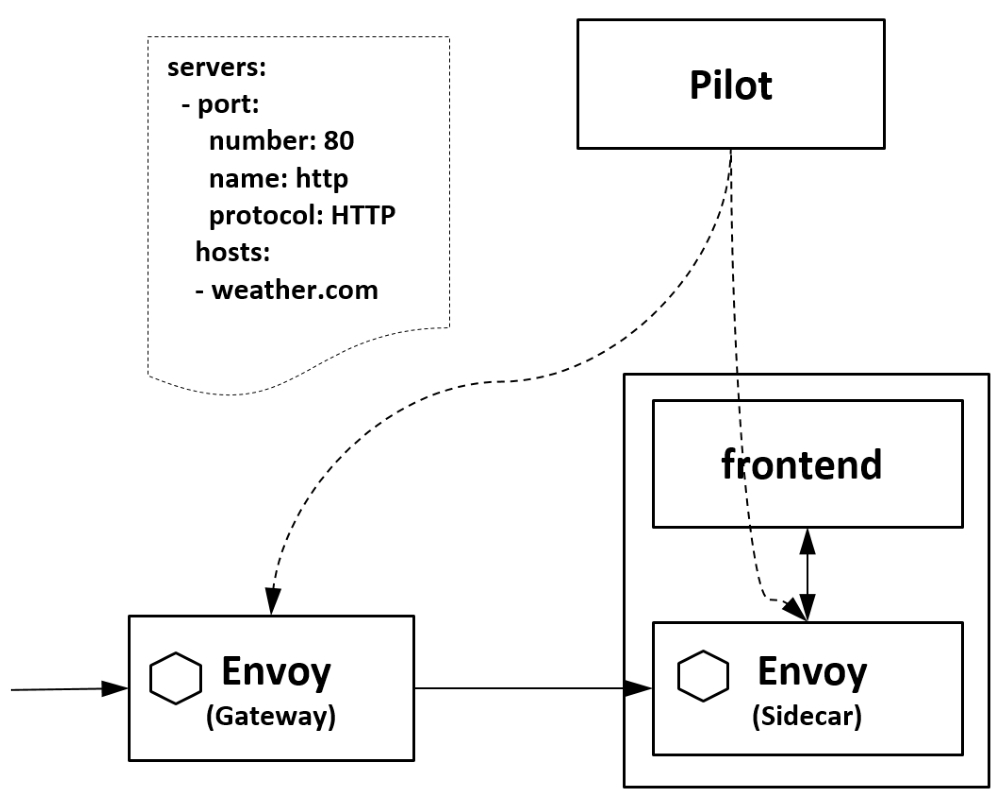 servers:
- port:
number: 80
name: http
protocol: HTTP
hosts:
- weather.com
Pilot
frontend
Envoy
(Gateway)
Envoy
(Sidecar)